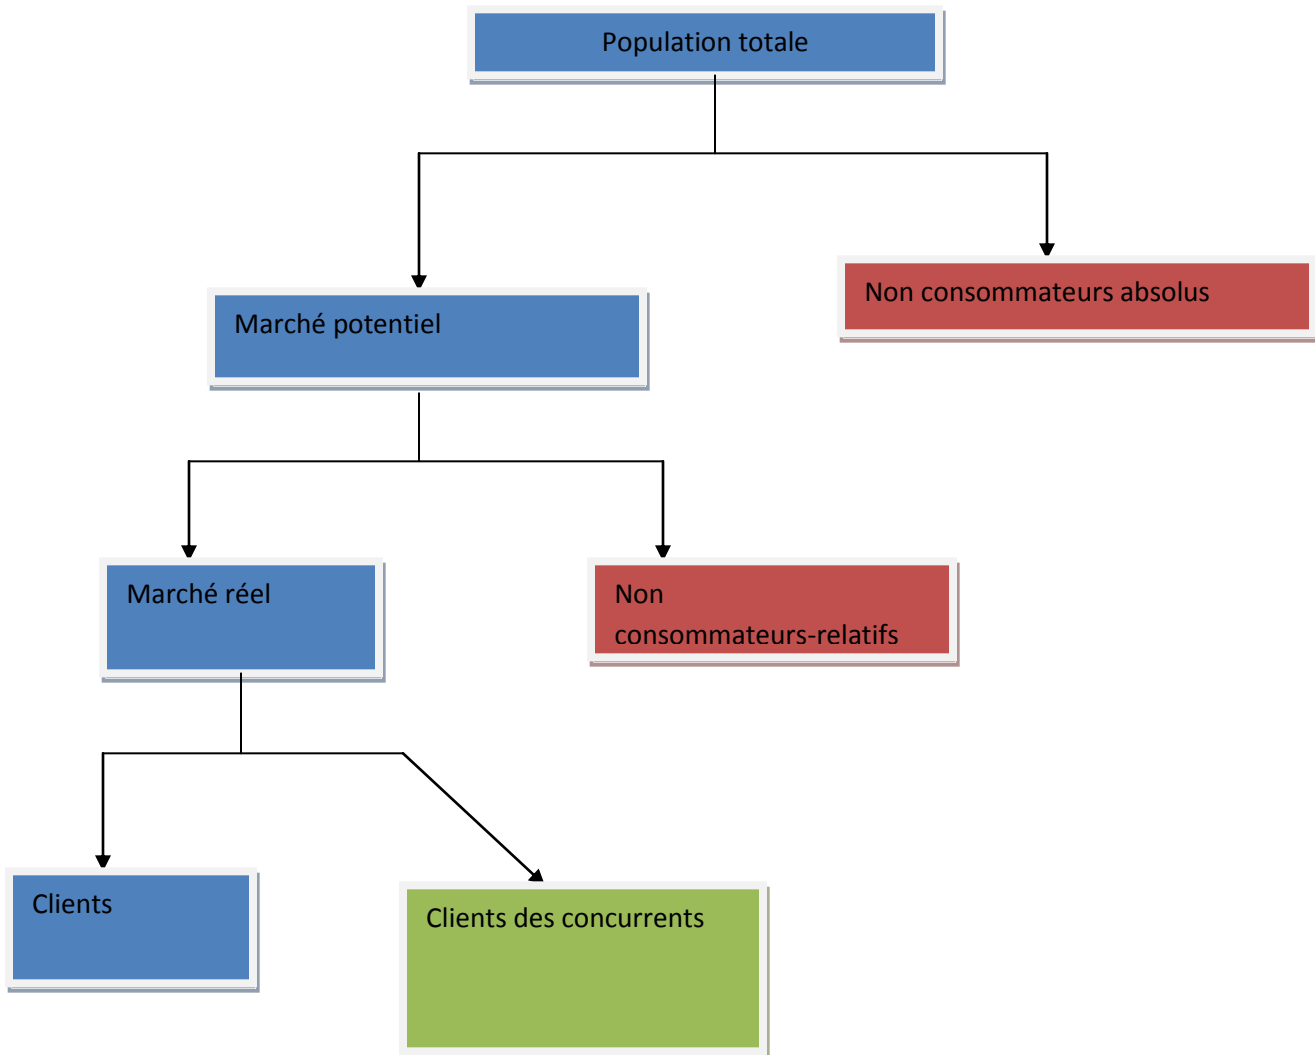 Population totale
Non consommateurs absolus
Marché potentiel
Marché réel
Non
consommateurs-relatifs
Clients
Clients des concurrents